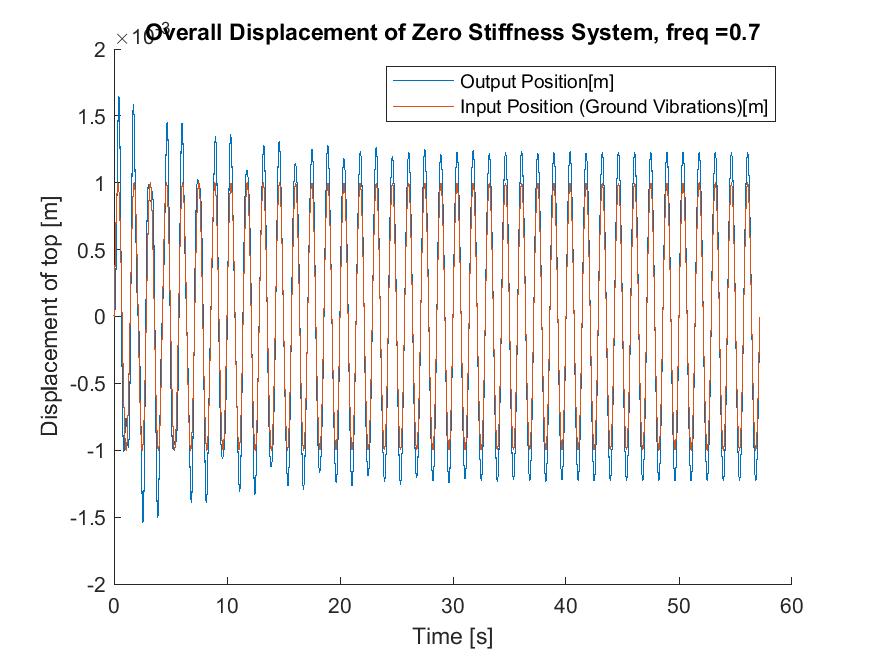 ×10-3
Overall Displacement of Zero Stiffness System, freq =0.7
Output Position[m]
Input Position (Ground Vibrations)[m]
2
1.5
1
0.5
0
-0.5
-1
-1.5
-2
Displacement of top [m]
0 10 20 30 40 50 60
Time [s]